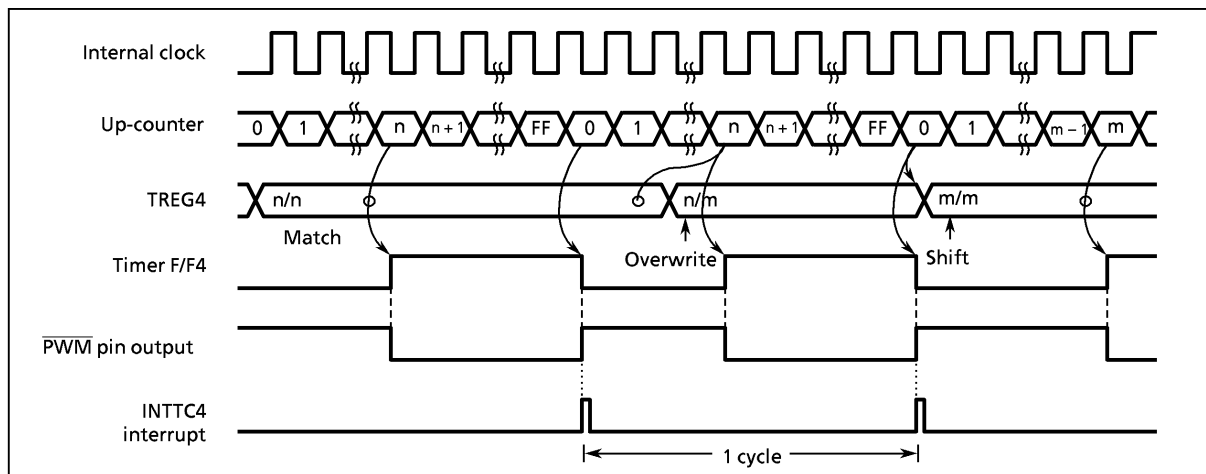 Internal clock
Up-counter
0 1 n n + 1 FF 0 1 n n + 1 FF 0 1 m − 1 m
TREG4
n/n n/m m/m
Match
Overwrite
Shift
Timer F/F4
PWM pin output
INTTC4
interrupt
1 cycle